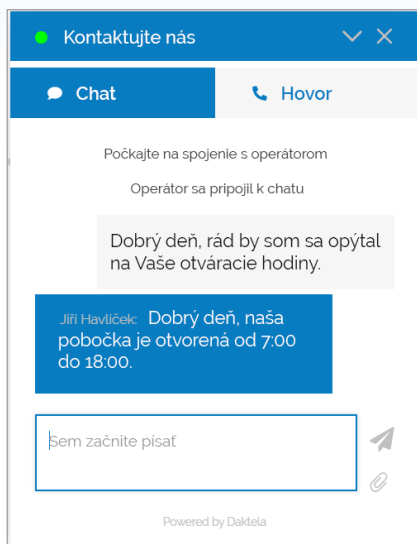 Kontaktujte nás
Chat
Hovor
Počkajte na spojenie s operátorom
Operátor sa pripojil k chatu
Dobrý deň, rád by som sa opýtal
na Vaše otváracie hodiny.
Jiří Havlíček: Dobrý deň, naša
pobočka je otvorená od 7:00
do 18:00.
Sem začnite písať
Powered by Daktela